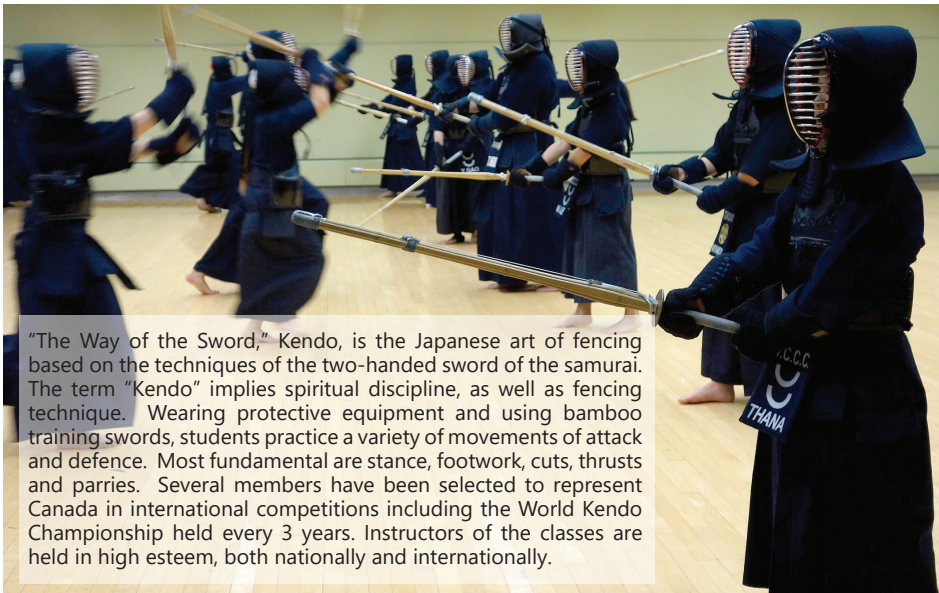 "The Way of the Sword," Kendo, is the Japanese art of fencing
based on the techniques of the two-handed sword of the samurai.
The term "Kendo" implies spiritual discipline, as well as fencing
technique.  Wearing protective equipment and using bamboo
training swords, students practice a variety of movements of attack
and defence.  Most fundamental are stance, footwork, cuts, thrusts
and parries.  Several members have been selected to represent
Canada in international competitions including the World Kendo
Championship held every 3 years. Instructors of the classes are
held in high esteem, both nationally and internationally.
.C.C.C.
THANA